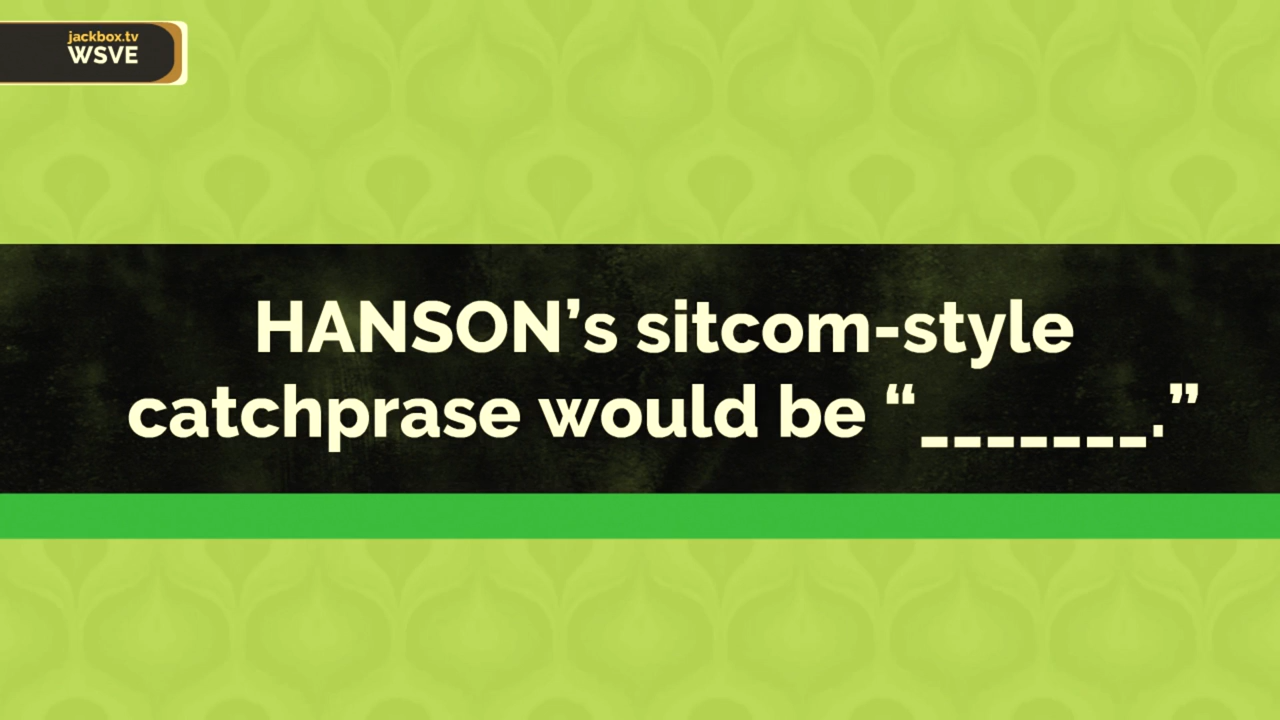 jackbox.tv
WSVE
HANSON’s sitcom-style
catchprase would be “_______.”